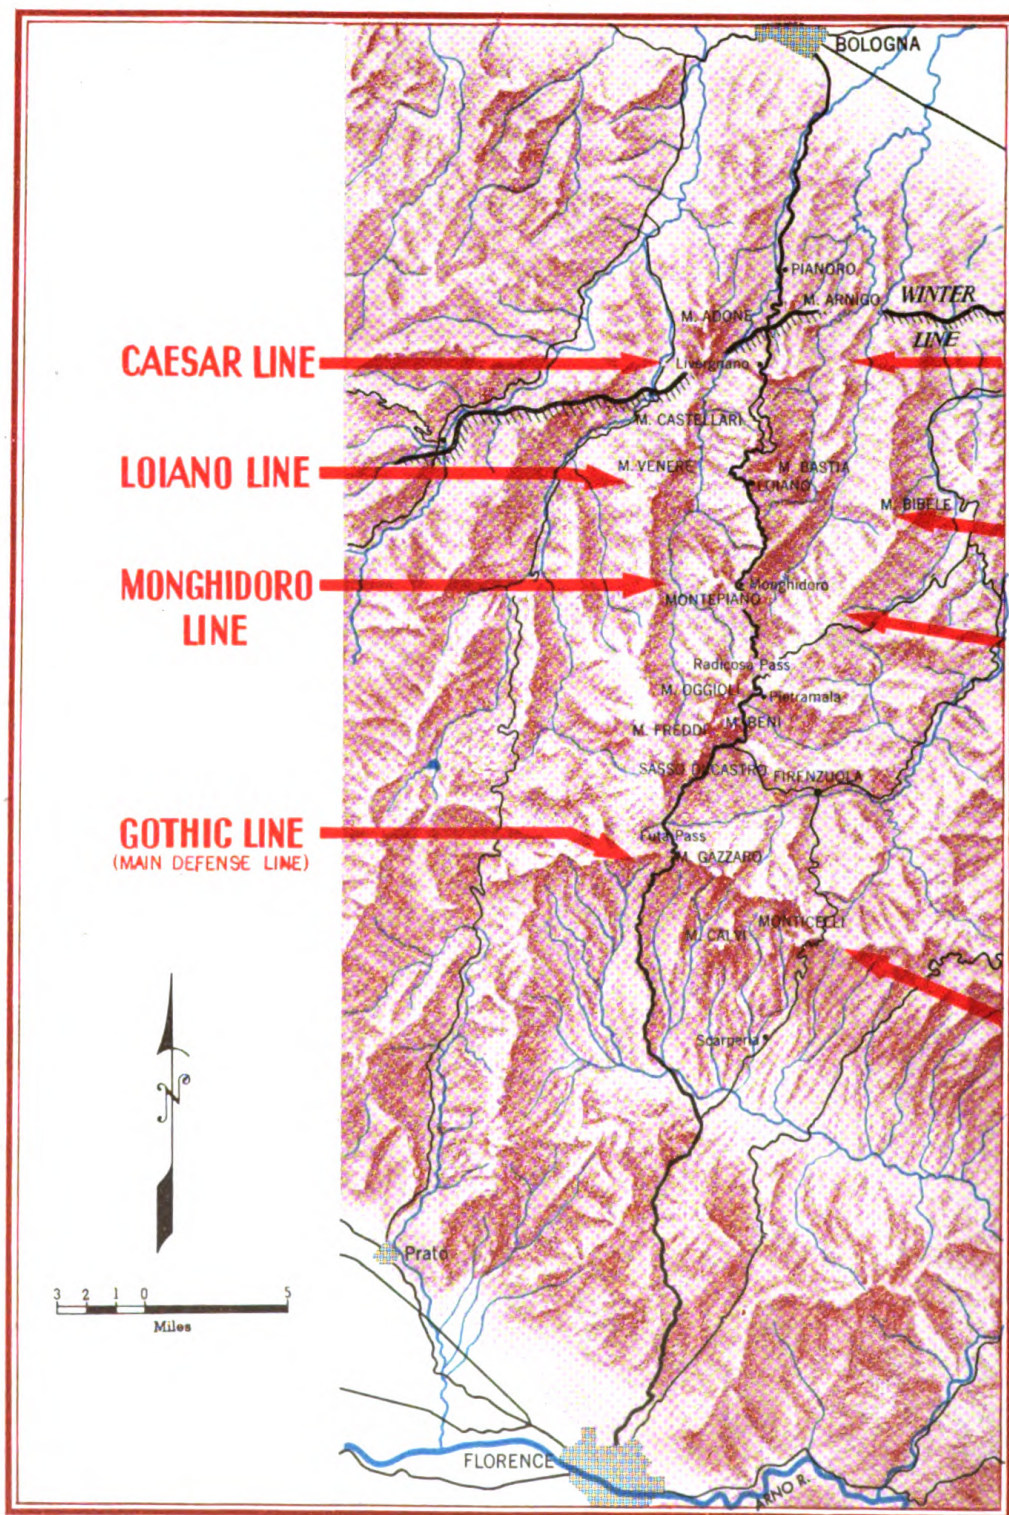 BOLOGNA
PIANORO
M. ARNIGO
WINTER
LINE
M. ADONE
CAESAR LINE
Livergnano
M. CASTELLARI
LOIANO LINE
M. VENERE
M. BASTIA
LOIANO
M. BIBELE
MONGHIDORO
LINE
Monghidoro
MONTEPIANO
Radicosa Pass
M. OGGIOLI
Pietramala
M. BENI
M. FREDDI
SASSO DI CASTRO
FIRENZUOLA
GOTHIC LINE
(MAIN DEFENSE LINE)
Futa Pass
M. GAZZARO
MONTICELLI
M. CALVI
Scarperia
N
Prato
3 2 1 0 5
Miles
FLORENCE
ARNO R.